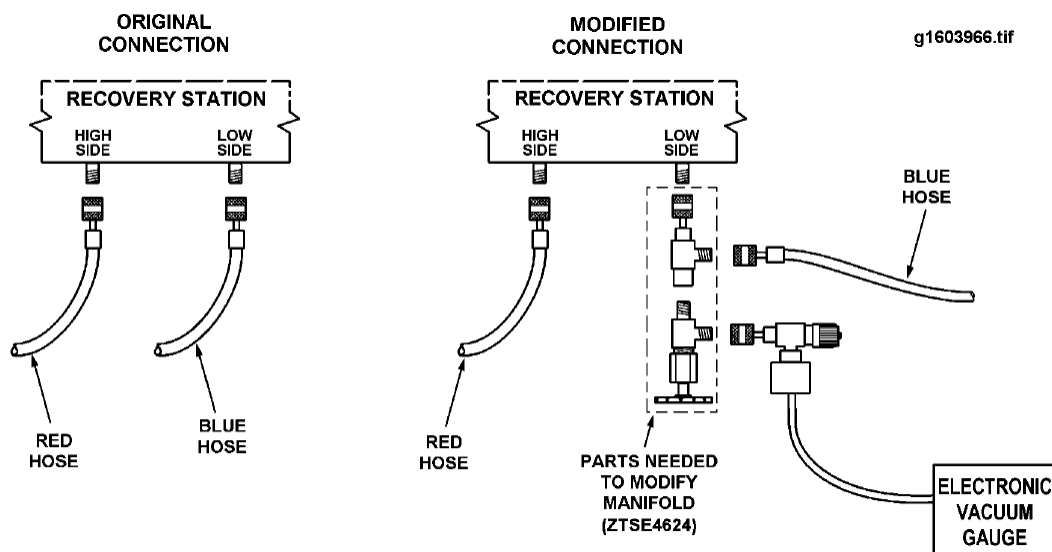 ORIGINAL
CONNECTION
RECOVERY STATION
HIGH
SIDE
LOW
SIDE
RED
HOSE
BLUE
HOSE
MODIFIED
CONNECTION
g1603966.tif
RECOVERY STATION
HIGH
SIDE
LOW
SIDE
BLUE
HOSE
RED
HOSE
PARTS NEEDED
TO MODIFY
MANIFOLD
(ZTSE4624)
ELECTRONIC
VACUUM
GAUGE